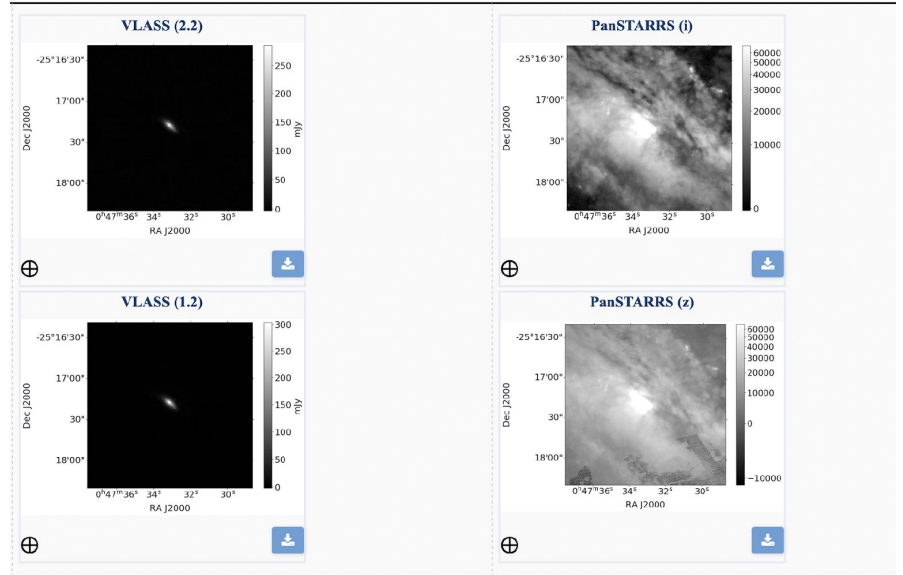 VLASS (2.2)
-25°16'30"
17'00"
30"
18'00"
Dec J2000
0ʰ47ᵐ36ˢ 34ˢ 32ˢ 30ˢ
RA J2000
250
200
150
100
50
0
mJy
PanSTARRS (i)
-25°16'30"
17'00"
30"
18'00"
Dec J2000
0ʰ47ᵐ36ˢ 34ˢ 32ˢ 30ˢ
RA J2000
60000
50000
40000
30000
20000
10000
0
VLASS (1.2)
-25°16'30"
17'00"
30"
18'00"
Dec J2000
0ʰ47ᵐ36ˢ 34ˢ 32ˢ 30ˢ
RA J2000
300
250
200
150
100
50
0
mJy
PanSTARRS (z)
-25°16'30"
17'00"
30"
18'00"
Dec J2000
0ʰ47ᵐ36ˢ 34ˢ 32ˢ 30ˢ
RA J2000
60000
50000
40000
30000
20000
10000
0
−10000